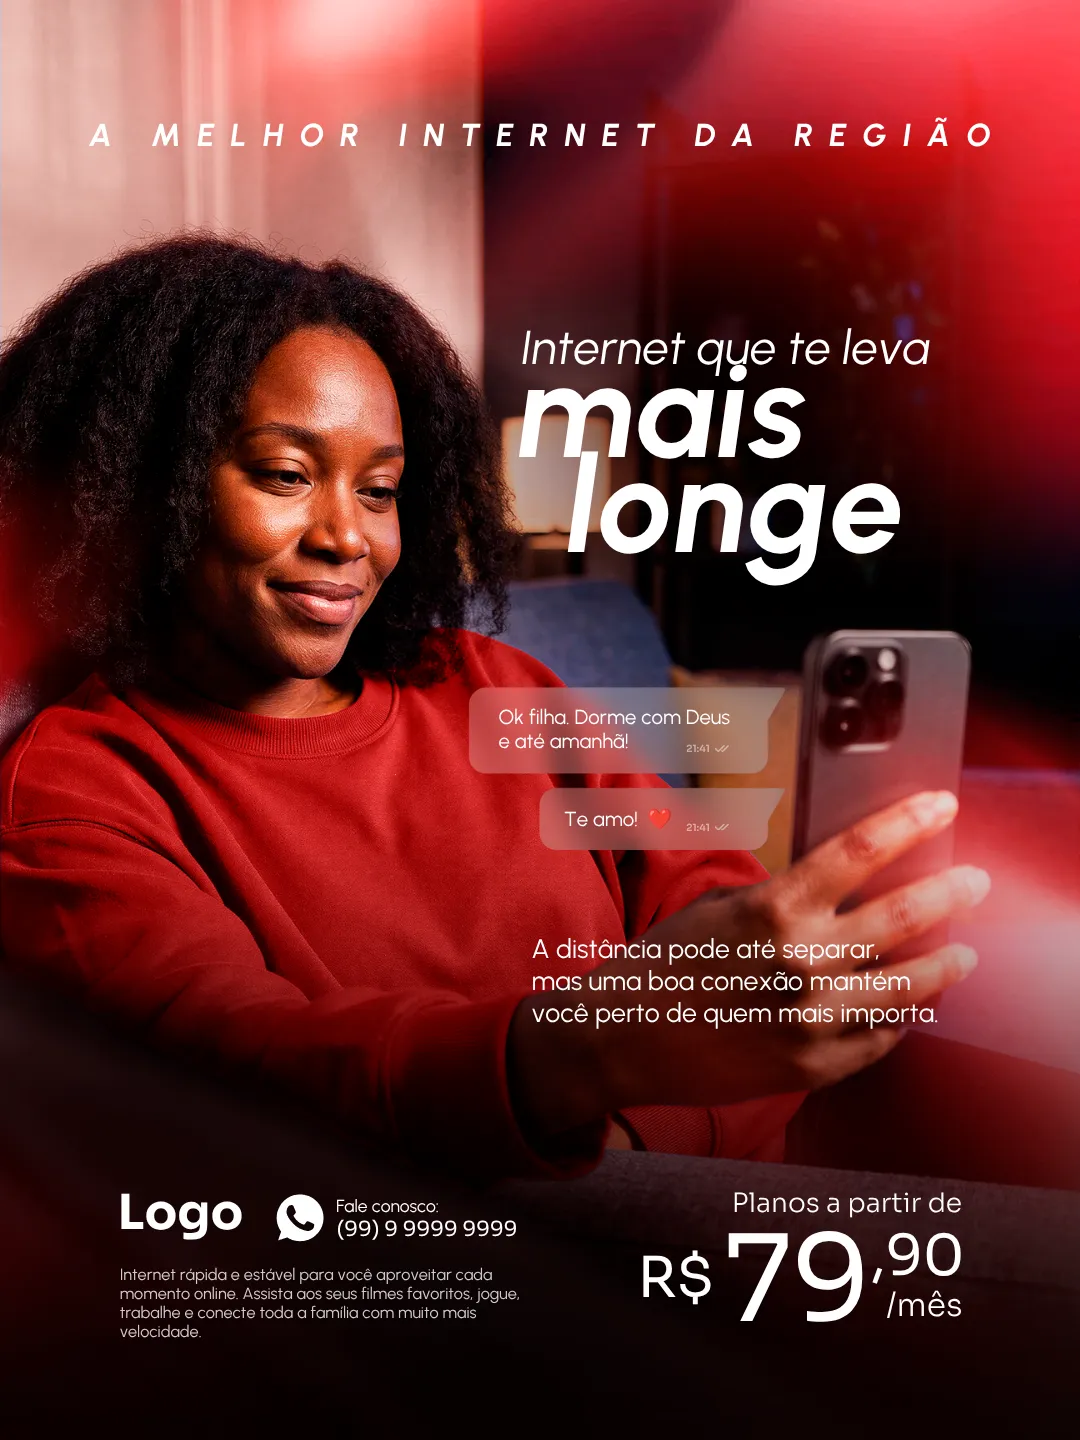 A MELHOR INTERNET DA REGIÃO
Internet que te leva
mais
longe
Ok filha. Dorme com Deus
e até amanhã!
21:41
Te amo! ❤️
21:41
A distância pode até separar,
mas uma boa conexão mantém
você perto de quem mais importa.
Logo
Fale conosco:
(99) 9 9999 9999
Internet rápida e estável para você aproveitar cada
momento online. Assista aos seus filmes favoritos, jogue,
trabalhe e conecte toda a família com muito mais
velocidade.
Planos a partir de
R$ 79,90
/mês